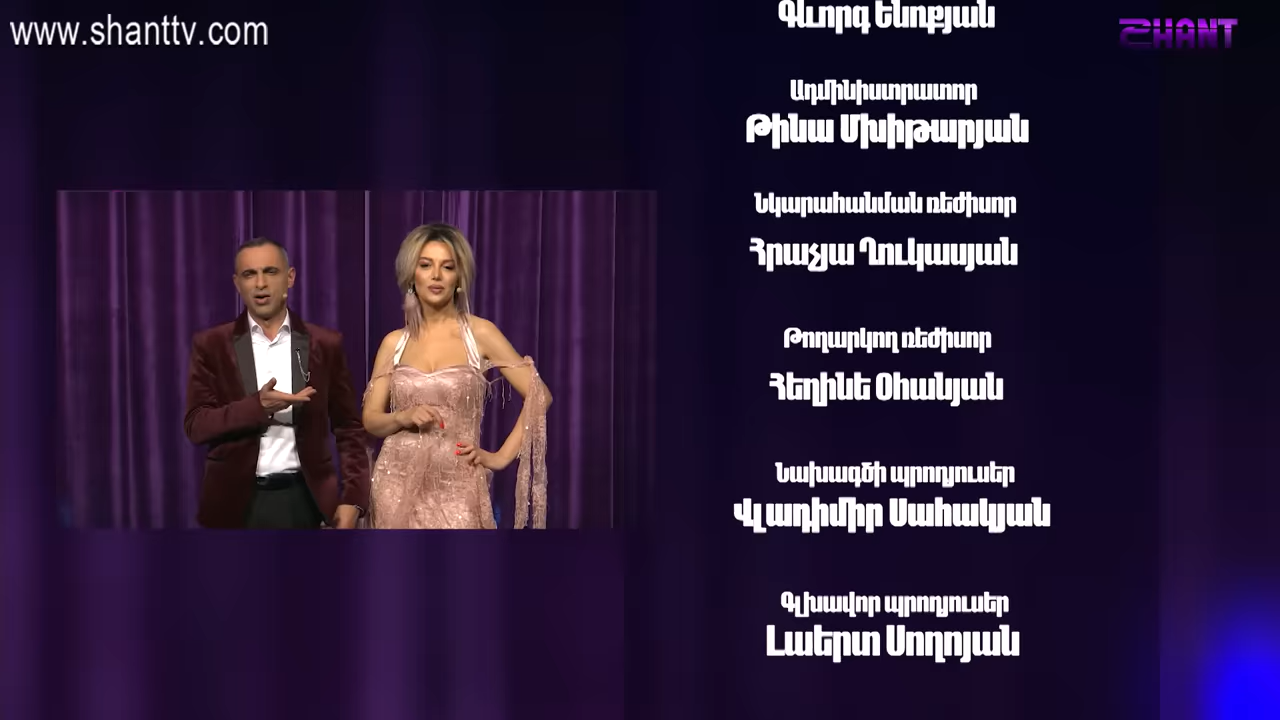 www.shanttv.com
SHANT
Գևորգ Ենոքյան
Ադմինիստրատոր
Թինա Մխիթարյան
Նկարահանման ռեժիսոր
Հրաչյա Ղուկասյան
Թողարկող ռեժիսոր
Հեղինե Օհանյան
Նախագծի պրոդյուսեր
Վլադիմիր Սահակյան
Գլխավոր պրոդյուսեր
Լաերտ Սողոյան